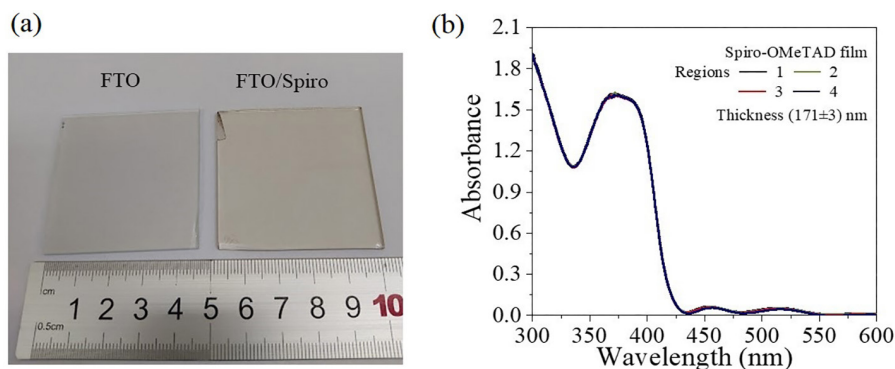 (a)
FTO
FTO/Spiro
cm
1 2 3 4 5 6 7 8 9 10
0.5cm
(b)
2.1
1.8
1.5
1.2
0.9
0.6
0.3
0.0
Absorbance
Spiro-OMeTAD film
Regions — 1 — 2
— 3 — 4
Thickness (171±3) nm
300 350 400 450 500 550 600
Wavelength (nm)